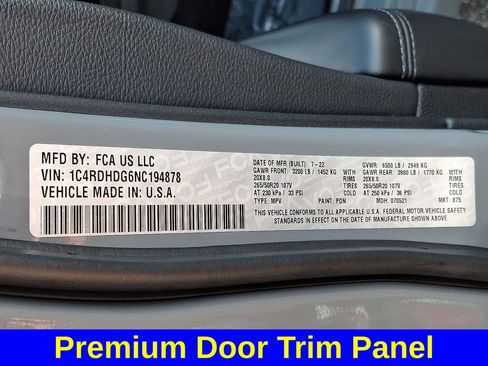 MFD BY: FCA US LLC
VIN: 1C4RDHDG6NC194878
VEHICLE MADE IN U.S.A.
DATE OF MFR (BUILT): 7-22 GVWR: 6500 LB / 2949 KG
GAWR FRONT: 3200 LB / 1452 KG WITH GAWR REAR: 3900 LB / 1770 KG WITH
20X8.0 RIMS 20X8.0 RIMS
265/50R20 107V TIRES 265/50R20 107V TIRES
AT 230 kPa / 33 PSI COLD AT 250 kPa / 36 PSI COLD
THIS VEHICLE CONFORMS TO ALL APPLICABLE U.S.A. FEDERAL MOTOR VEHICLE SAFETY
STANDARDS IN EFFECT ON THE DATE OF MANUFACTURE SHOWN ABOVE.
TYPE: MPV PAINT: PDN MDH: 070521 MKT: 875
Premium Door Trim Panel